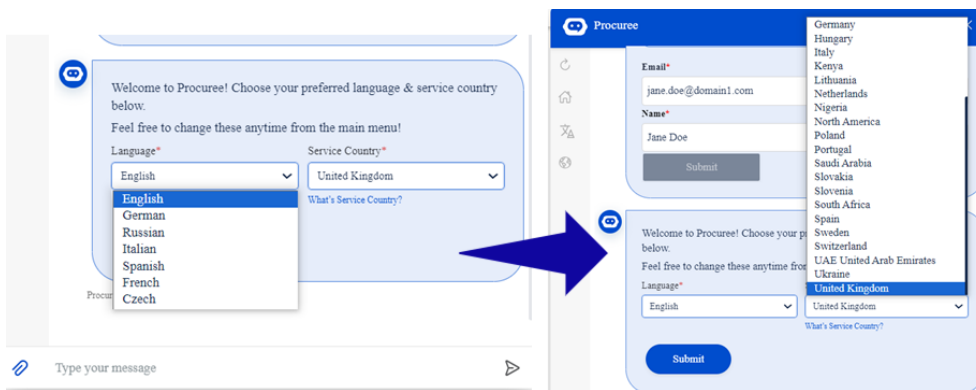 Welcome to Procuree! Choose your preferred language & service country
below.
Feel free to change these anytime from the main menu!
Language*
Service Country*
English
United Kingdom
What's Service Country?
English
German
Russian
Italian
Spanish
French
Czech
Type your message
Procuree
Email*
jane.doe@domain1.com
Name*
Jane Doe
Submit
Germany
Hungary
Italy
Kenya
Lithuania
Netherlands
Nigeria
North America
Poland
Portugal
Saudi Arabia
Slovakia
Slovenia
South Africa
Spain
Sweden
Switzerland
UAE United Arab Emirates
Ukraine
United Kingdom
Welcome to Procuree! Choose your
below.
Feel free to change these anytime
Language*
English
United Kingdom
What's Service Country?
Submit